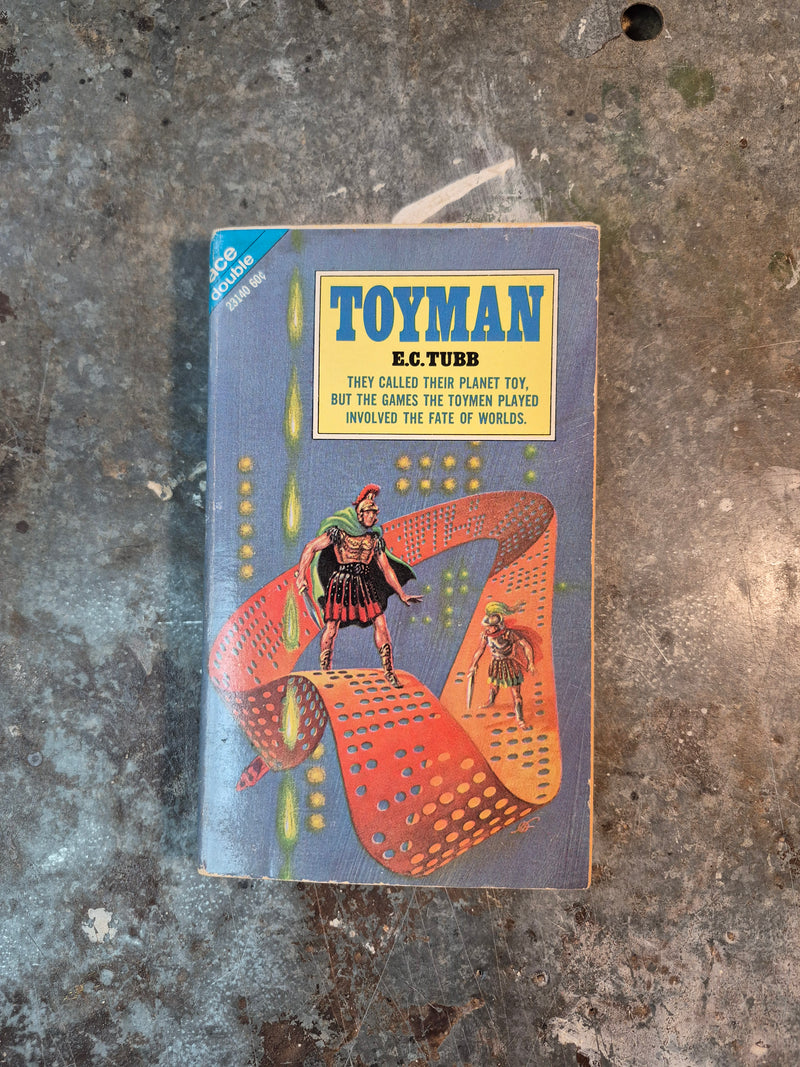 ace
double
23140 60¢
TOYMAN
E.C. TUBB
THEY CALLED THEIR PLANET TOY,
BUT THE GAMES THE TOYMEN PLAYED
INVOLVED THE FATE OF WORLDS.